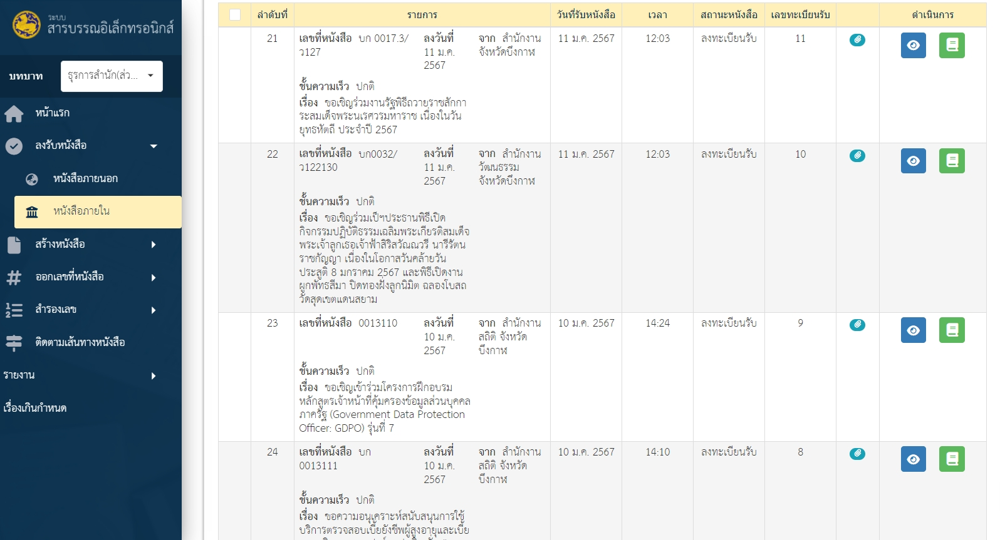 ระบบ
สารบรรณอิเล็กทรอนิกส์
บทบาท ธุรการสำนัก(ส่ว...
หน้าแรก
ลงรับหนังสือ
หนังสือภายนอก
หนังสือภายใน
สร้างหนังสือ
ออกเลขที่หนังสือ
สำรองเลข
ติดตามเส้นทางหนังสือ
รายงาน
เรื่องเกินกำหนด
ลำดับที่ รายการ วันที่รับหนังสือ เวลา สถานะหนังสือ เลขทะเบียนรับ ดำเนินการ
21 เลขที่หนังสือ บก 0017.3/ ลงวันที่ จาก สำนักงาน 11 ม.ค. 2567 12:03 ลงทะเบียนรับ 11
ว127 11 ม.ค. จังหวัดบึงกาฬ
2567
ชั้นความเร็ว ปกติ
เรื่อง ขอเชิญร่วมงานรัฐพิธีถวายราชสักกา
ระสมเด็จพระนเรศวรมหาราช เนื่องในวัน
ยุทธหัตถี ประจำปี 2567
22 เลขที่หนังสือ บก0032/ ลงวันที่ จาก สำนักงาน 11 ม.ค. 2567 12:03 ลงทะเบียนรับ 10
ว122130 11 ม.ค. วัฒนธรรม
2567 จังหวัดบึงกาฬ
ชั้นความเร็ว ปกติ
เรื่อง ขอเชิญร่วมเป็ฯประธานพิธีเปิด
กิจกรรมปฏิบัติธรรมเฉลิมพระเกียรติสมเด็จ
พระเจ้าลูกเธอเจ้าฟ้าสิริสวัณณวรี นารีรัตน
ราชกัญญา เนื่องในโอกาสวันคล้ายวัน
ประสูติ 8 มกราคม 2567 และพิธีเปิดงาน
ผูกพัทธสีมา ปิดทองฝังลูกนิมิต ฉลองโบสถ
วัดสุดเขตแดนสยาม
23 เลขที่หนังสือ 0013110 ลงวันที่ จาก สำนักงาน 10 ม.ค. 2567 14:24 ลงทะเบียนรับ 9
10 ม.ค. สถิติ จังหวัด
2567 บึงกาฬ
ชั้นความเร็ว ปกติ
เรื่อง ขอเชิญเข้าร่วมโครงการฝึกอบรม
หลักสูตรเจ้าหน้าที่คุ้มครองข้อมูลส่วนบุคคล
ภาครัฐ (Government Data Protection
Officer: GDPO) รุ่นที่ 7
24 เลขที่หนังสือ บก ลงวันที่ จาก สำนักงาน 10 ม.ค. 2567 14:10 ลงทะเบียนรับ 8
0013111 10 ม.ค. สถิติ จังหวัด
2567 บึงกาฬ
ชั้นความเร็ว ปกติ
เรื่อง ขอความอนุเคราะห์สนับสนุนการใช้
บริการตรวจสอบเบี้ยยังชีพผู้สูงอายุและเบี้ย